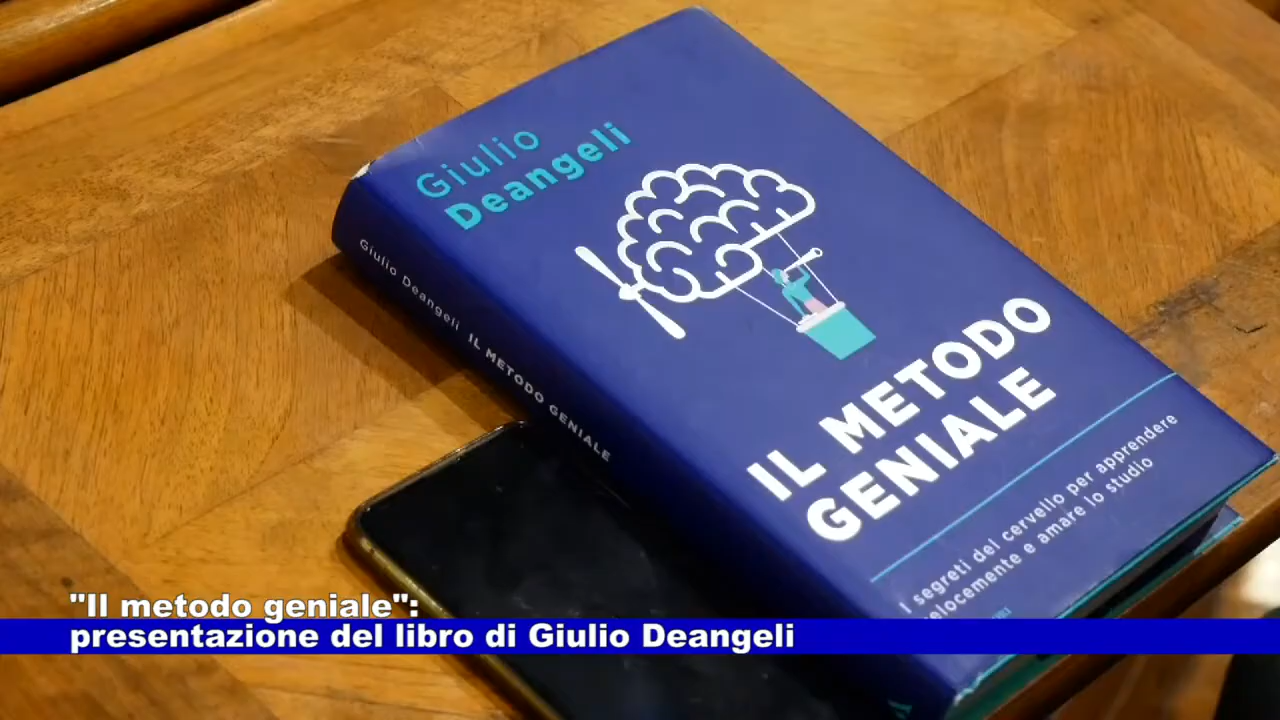 Giulio
Deangeli
Giulio Deangeli IL METODO GENIALE
IL METODO
GENIALE
I segreti del cervello per apprendere
velocemente e amare lo studio
"Il metodo geniale":
presentazione del libro di Giulio Deangeli